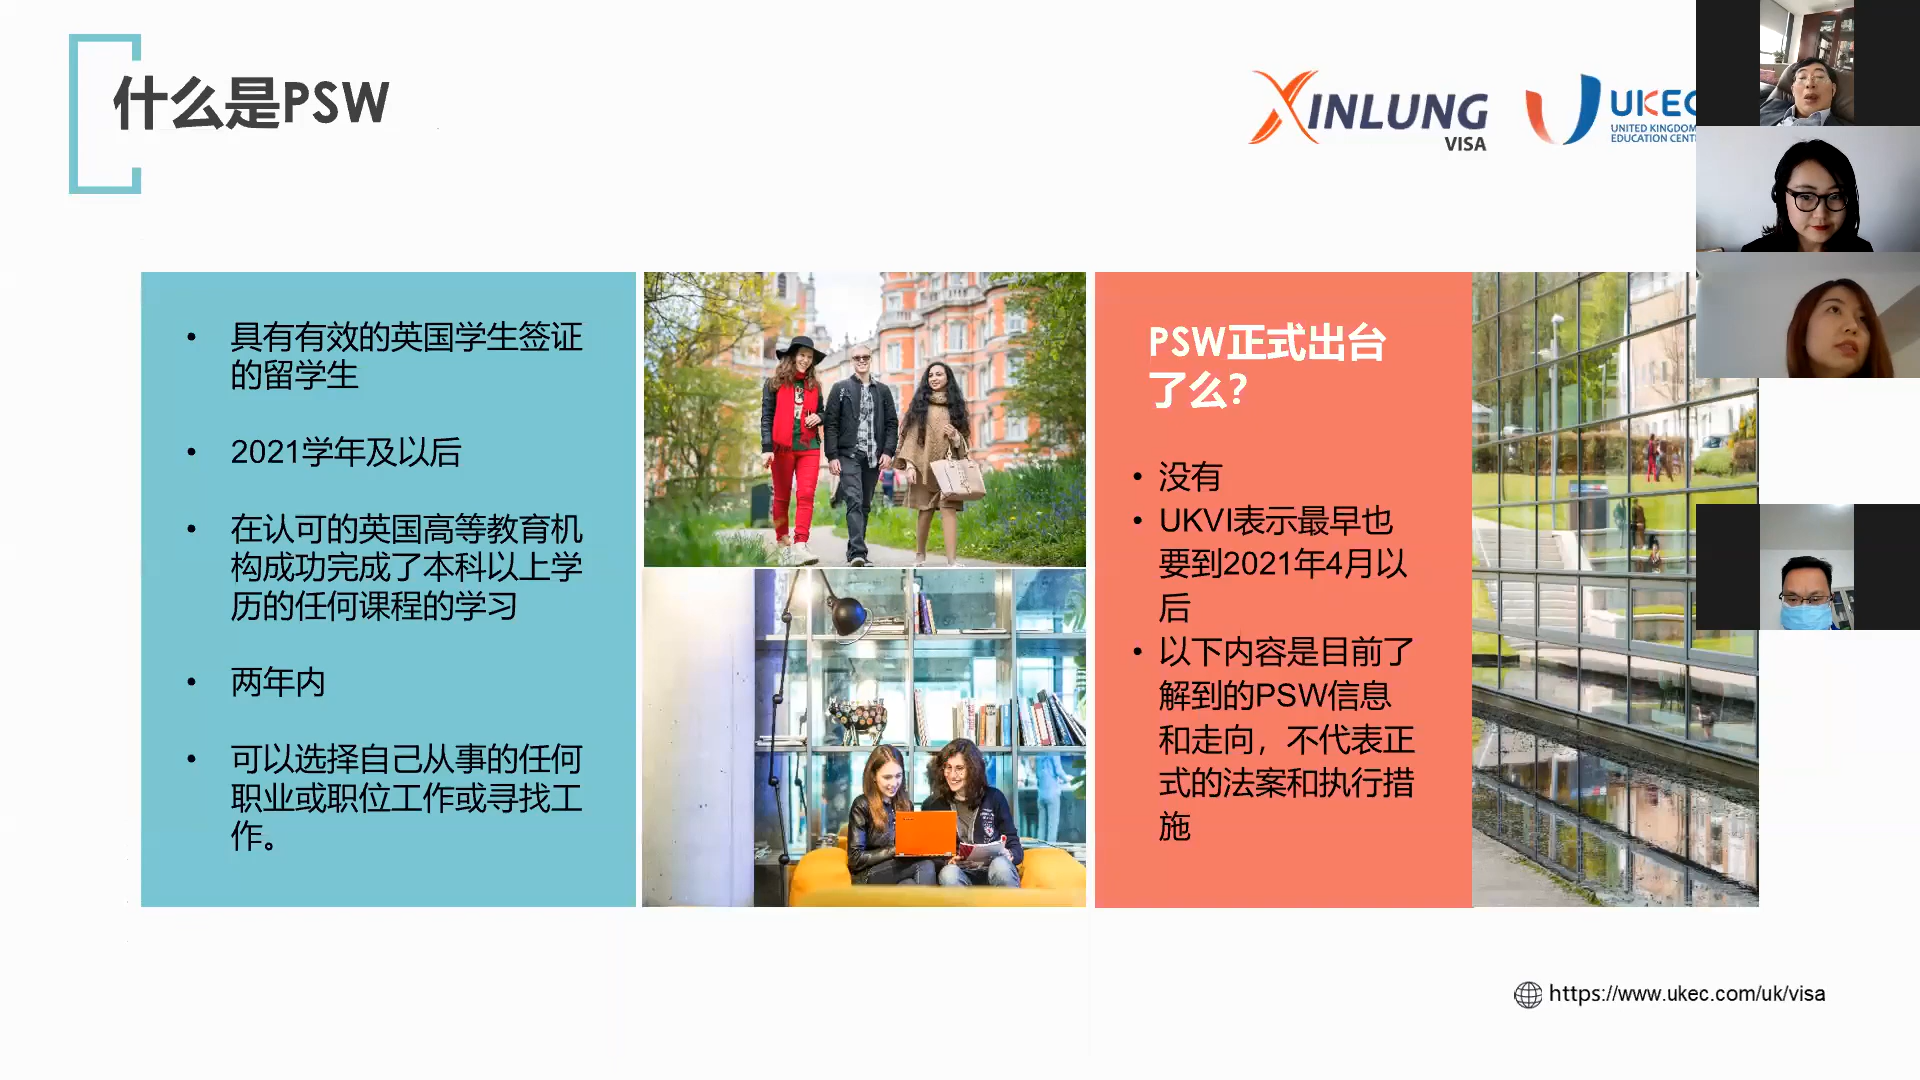 什么是PSW
XINLUNG
VISA
UKEC
UNITED KINGDOM
EDUCATION CENT
具有有效的英国学生签证
的留学生
2021学年及以后
在认可的英国高等教育机
构成功完成了本科以上学
历的任何课程的学习
两年内
可以选择自己从事的任何
职业或职位工作或寻找工
作。
PSW正式出台
了么?
没有
UKVI表示最早也
要到2021年4月以
后
以下内容是目前了
解到的PSW信息
和走向，不代表正
式的法案和执行措
施
https://www.ukec.com/uk/visa